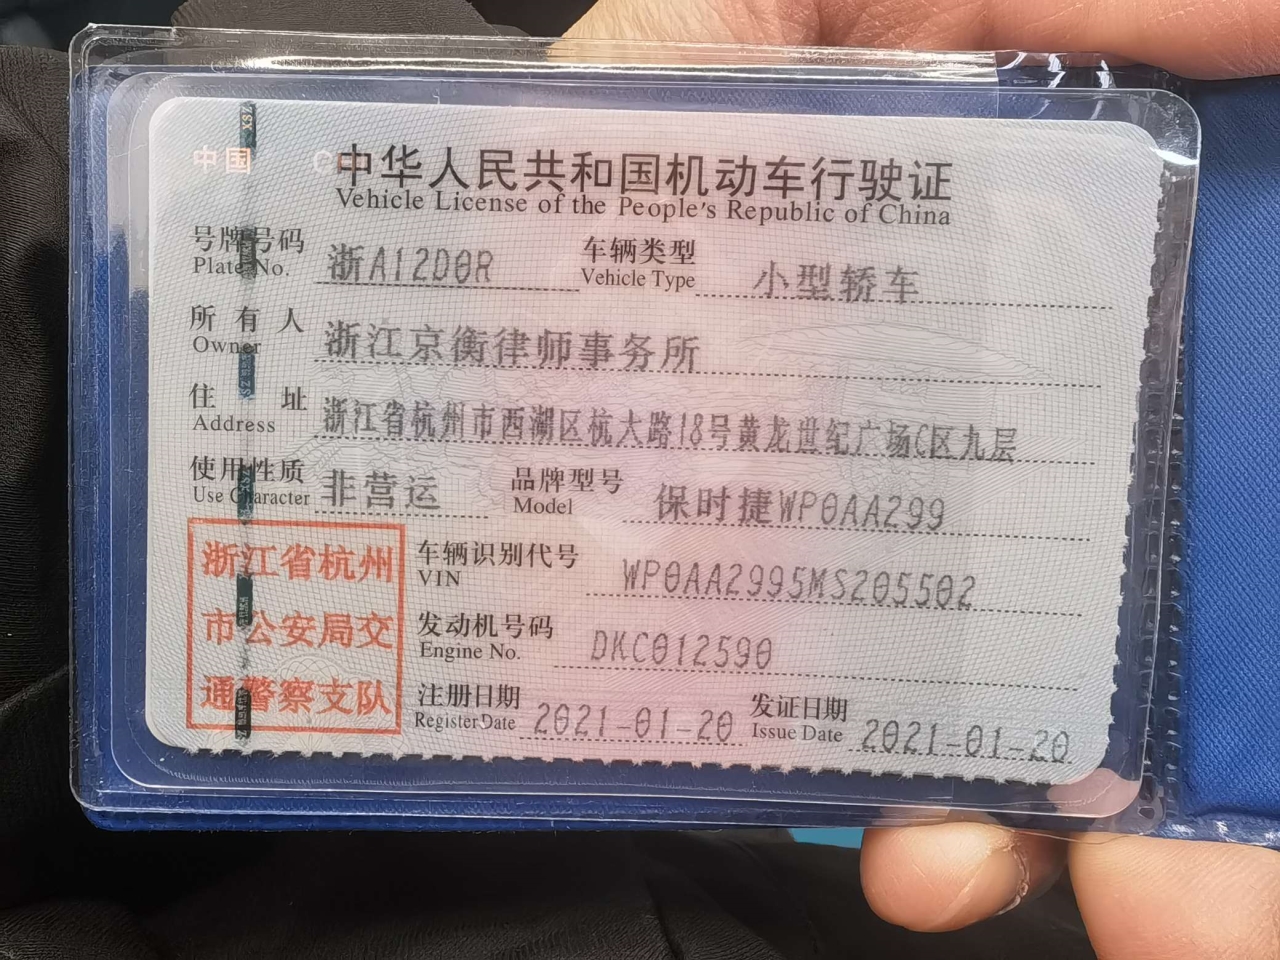 中国 C
中华人民共和国机动车行驶证
Vehicle License of the People's Republic of China
号牌号码 浙A12D0R 车辆类型 小型轿车
Plate No. Vehicle Type
所有人 浙江京衡律师事务所
Owner
住址 浙江省杭州市西湖区杭大路18号黄龙世纪广场C区九层
Address
使用性质 非营运 品牌型号 保时捷WP0AA299
Use Character Model
浙江省杭州
市公安局交
通警察支队
车辆识别代号 WP0AA2995MS205502
VIN
发动机号码 DKC012590
Engine No.
注册日期 2021-01-20 发证日期 2021-01-20
Register Date Issue Date